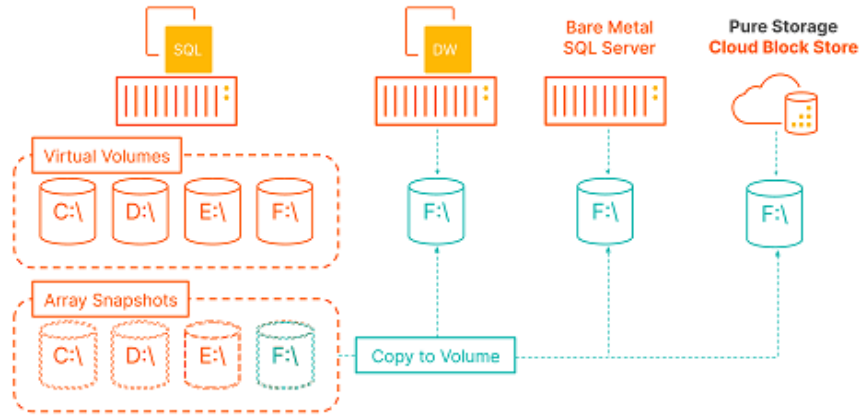 SQL
DW
Bare Metal
SQL Server
Pure Storage
Cloud Block Store
Virtual Volumes
C:\
D:\
E:\
F:\
F:\
F:\
F:\
Array Snapshots
C:\
D:\
E:\
F:\
Copy to Volume